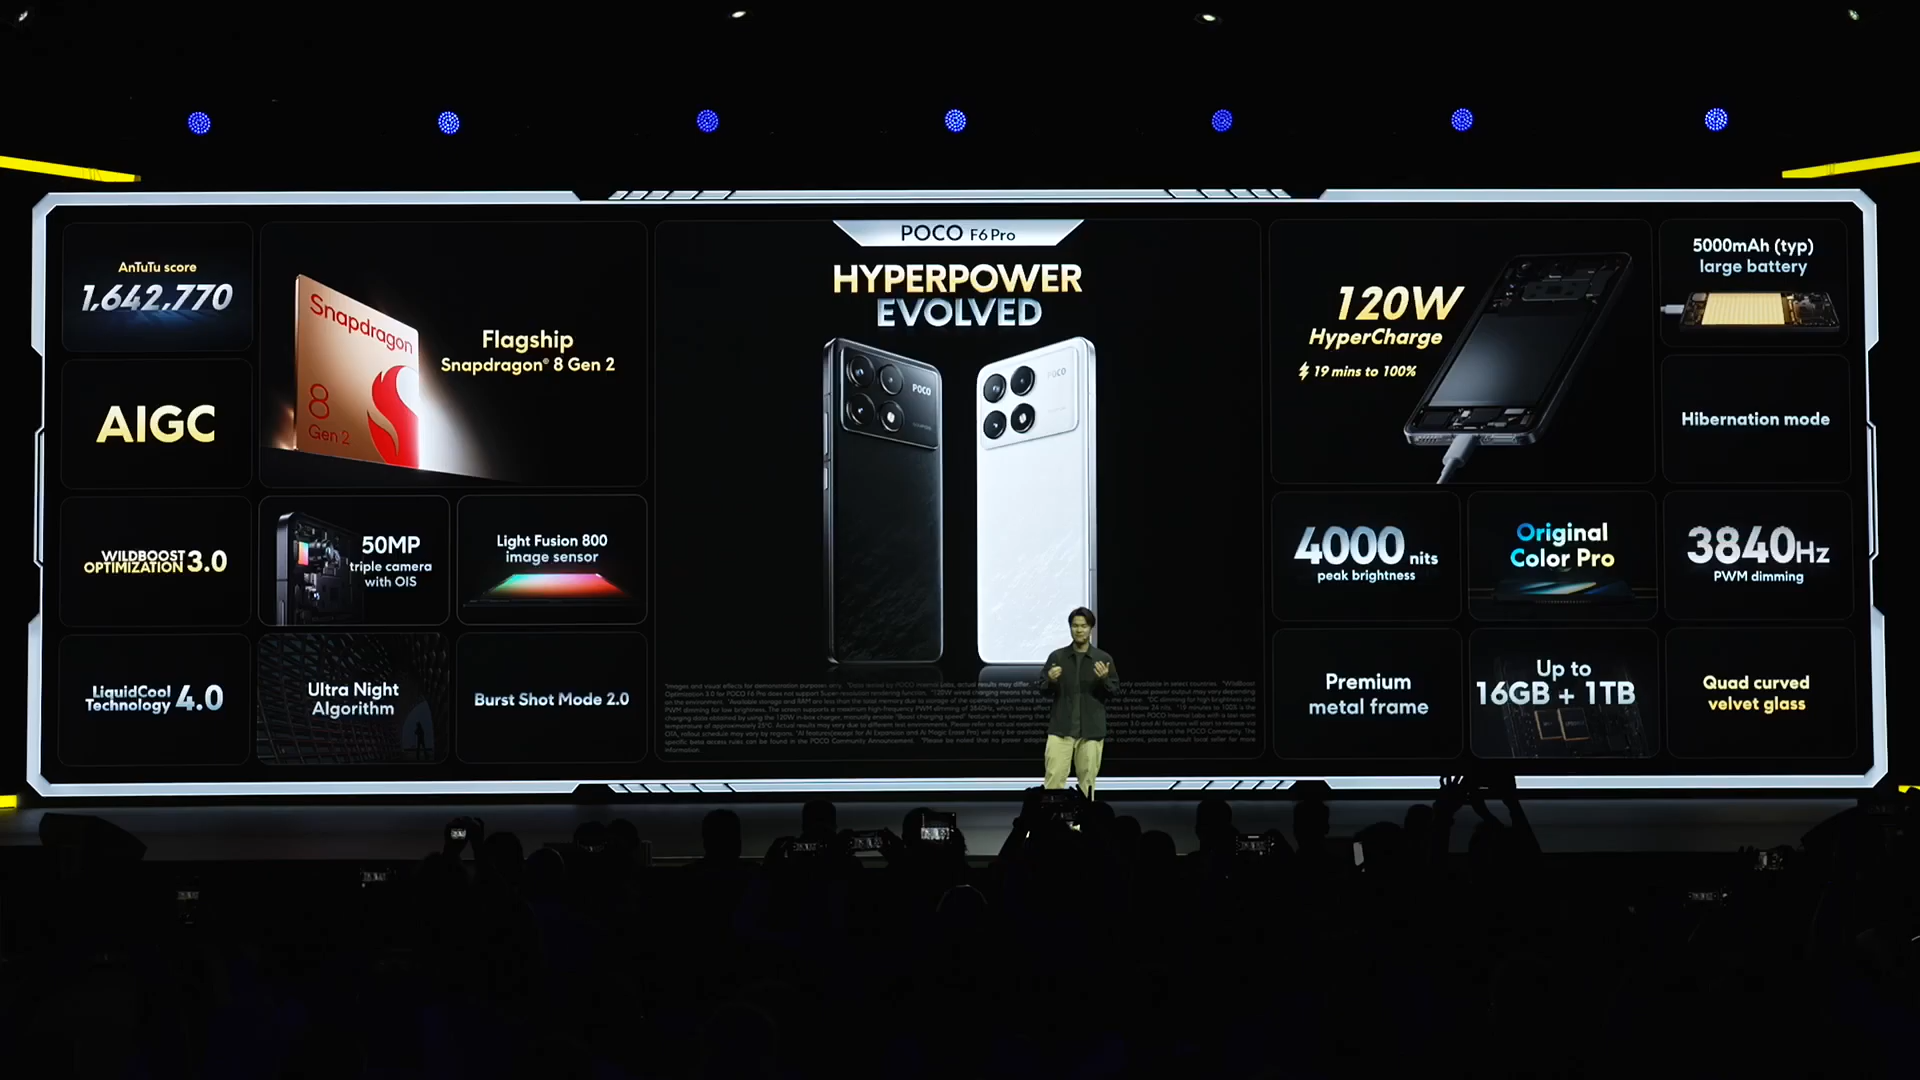 AnTuTu score
1,642,770
AIGC
WILDBOOST
OPTIMIZATION 3.0
LiquidCool
Technology 4.0
Snapdragon
8
Gen 2
Flagship
Snapdragon® 8 Gen 2
50MP
triple camera
with OIS
Light Fusion 800
image sensor
Ultra Night
Algorithm
Burst Shot Mode 2.0
POCO F6 Pro
HYPERPOWER
EVOLVED
POCO
POCO
120W
HyperCharge
19 mins to 100%
5000mAh (typ)
large battery
Hibernation mode
4000 nits
peak brightness
Original
Color Pro
3840Hz
PWM dimming
Premium
metal frame
Up to
16GB + 1TB
Quad curved
velvet glass